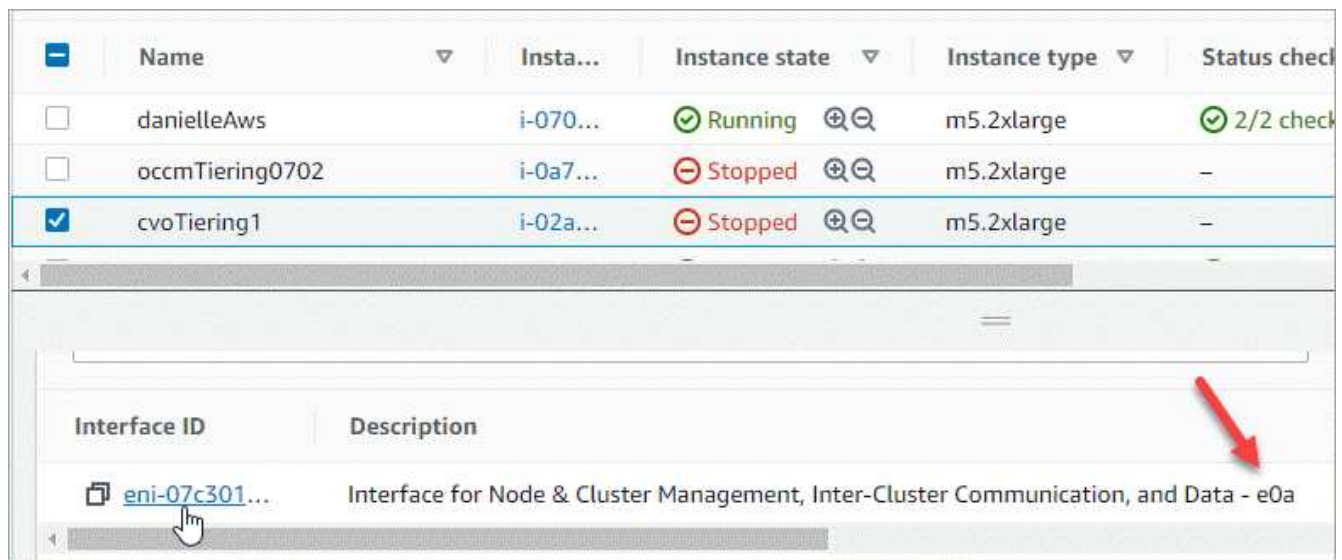 Name Insta... Instance state Instance type Status check
danielleAws i-070... Running m5.2xlarge 2/2 check
occmTiering0702 i-0a7... Stopped m5.2xlarge –
cvoTiering1 i-02a... Stopped m5.2xlarge –
Interface ID Description
eni-07c301... Interface for Node & Cluster Management, Inter-Cluster Communication, and Data - e0a